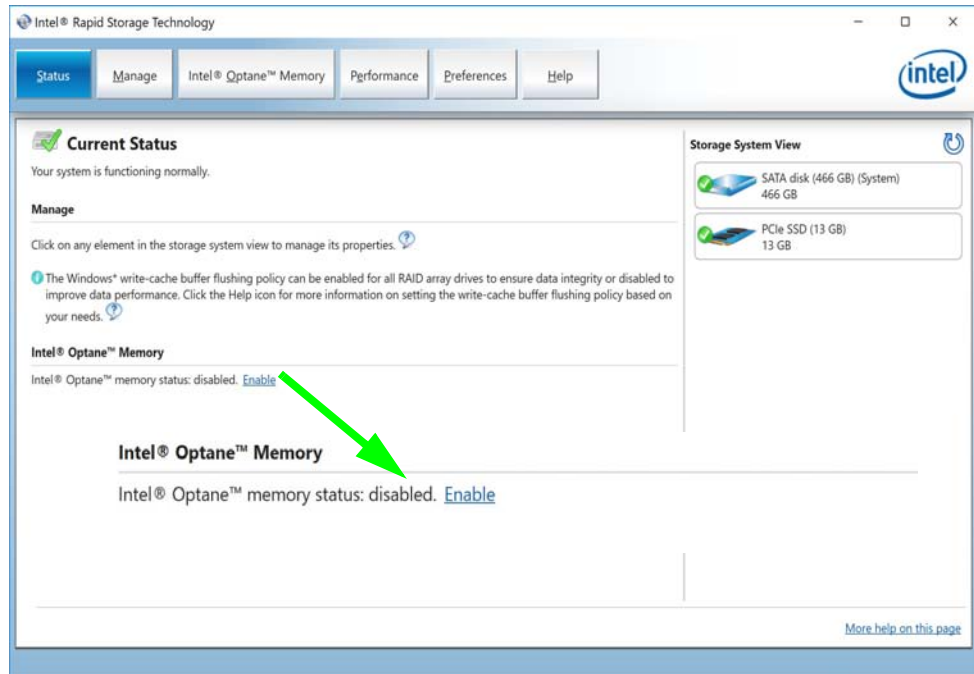 Intel® Rapid Storage Technology
Status
Manage
Intel® Optane™ Memory
Performance
Preferences
Help
intel
Current Status
Your system is functioning normally.
Manage
Click on any element in the storage system view to manage its properties.
The Windows* write-cache buffer flushing policy can be enabled for all RAID array drives to ensure data integrity or disabled to
improve data performance. Click the Help icon for more information on setting the write-cache buffer flushing policy based on
your needs.
Intel® Optane™ Memory
Intel® Optane™ memory status: disabled. Enable
Intel® Optane™ Memory
Intel® Optane™ memory status: disabled. Enable
Storage System View
SATA disk (466 GB) (System)
466 GB
PCIe SSD (13 GB)
13 GB
More help on this page